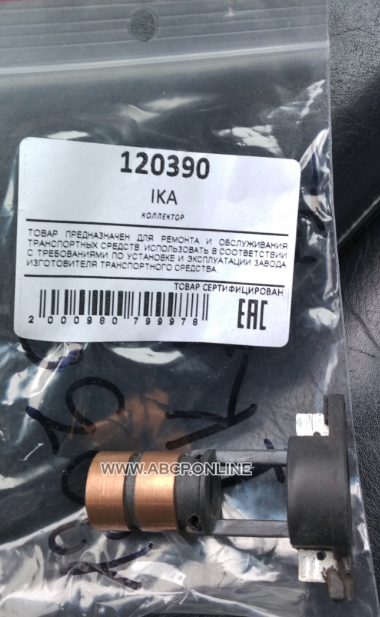 120390
IKA
КОЛЛЕКТОР
ТОВАР ПРЕДНАЗНАЧЕН ДЛЯ РЕМОНТА И ОБСЛУЖИВАНИЯ
ТРАНСПОРТНЫХ СРЕДСТВ. ИСПОЛЬЗОВАТЬ В СООТВЕТСТВИИ
С ТРЕБОВАНИЯМИ ПО УСТАНОВКЕ И ЭКСПЛУАТАЦИИ ЗАВОДА
ИЗГОТОВИТЕЛЯ ТРАНСПОРТНОГО СРЕДСТВА.
ТОВАР СЕРТИФИЦИРОВАН
2 000980 799978
EAC
WWW.ABCP.ONLINE